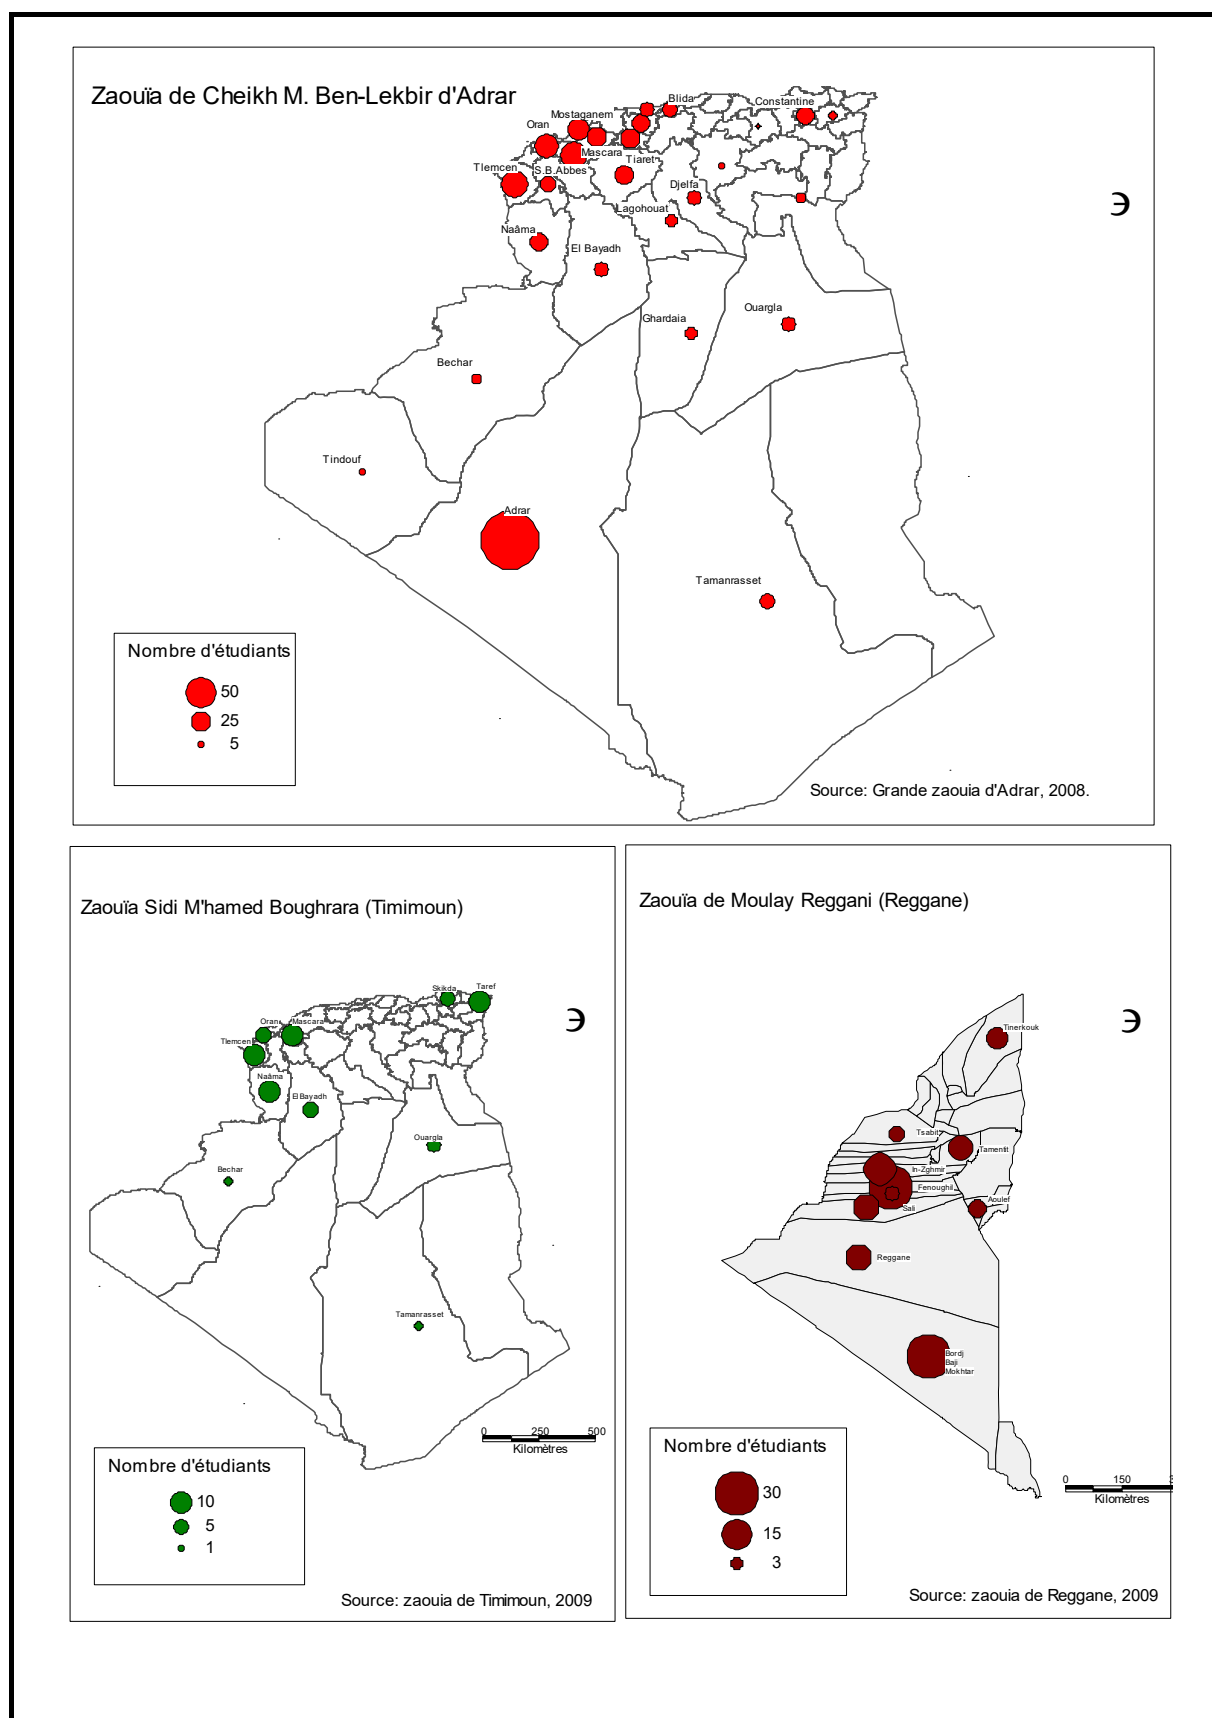 Zaouïa de Cheikh M. Ben-Lekbir d'Adrar
Blida
Constantine
Mostaganem
Oran
Mascara
Tiaret
Tlemcen
S.B.Abbes
Djelfa
Lagohouat
Naâma
El Bayadh
Ouargla
Ghardaia
Bechar
Tindouf
Adrar
Tamanrasset
Nombre d'étudiants
50
25
5
Source: Grande zaouia d'Adrar, 2008.
Zaouïa Sidi M'hamed Boughrara (Timimoun)
Skikda
Taref
Oran
Mascara
Tlemcen
Naâma
El Bayadh
Ouargla
Bechar
Tamanrasset
0 250 500
Kilomètres
Nombre d'étudiants
10
5
1
Source: zaouia de Timimoun, 2009
Zaouïa de Moulay Reggani (Reggane)
Tinerkouk
Tsabit
Tamentit
In-Zghmir
Fenoughil
Aoulef
Sali
Reggane
Bordj
Baji
Mokhtar
0 150
Kilomètres
Nombre d'étudiants
30
15
3
Source: zaouia de Reggane, 2009